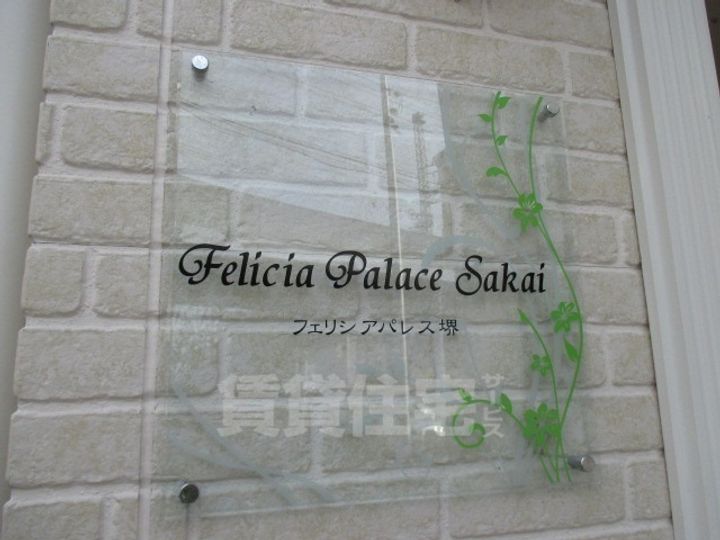 Felicia Palace Sakai
フェリシアパレス堺
賃貸住宅サービス